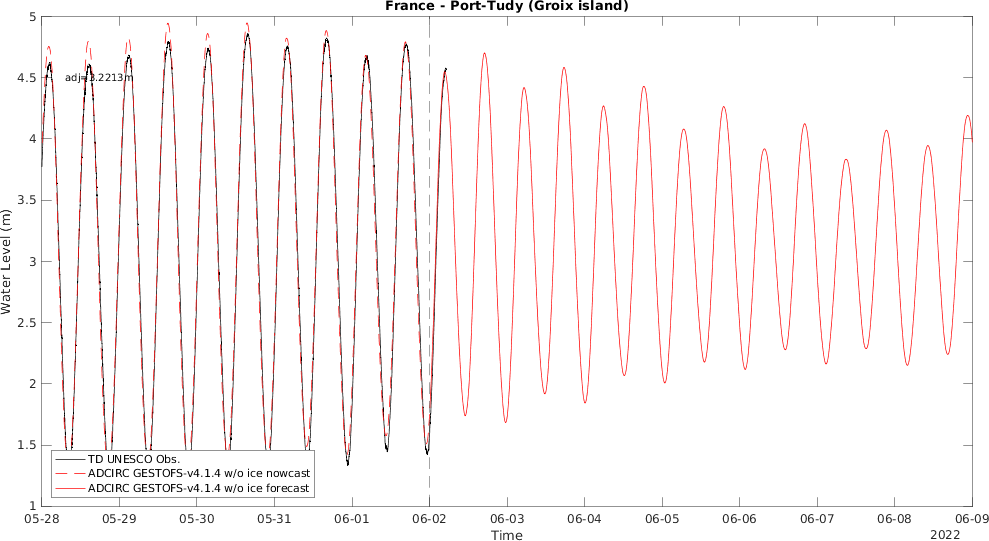 France - Port-Tudy (Groix island)
Water Level (m)
5
4.5
4
3.5
3
2.5
2
1.5
1
adj=3.2213m
TD UNESCO Obs.
ADCIRC GESTOFS-v4.1.4 w/o ice nowcast
ADCIRC GESTOFS-v4.1.4 w/o ice forecast
05-28 05-29 05-30 05-31 06-01 06-02 06-03 06-04 06-05 06-06 06-07 06-08 06-09
Time
2022